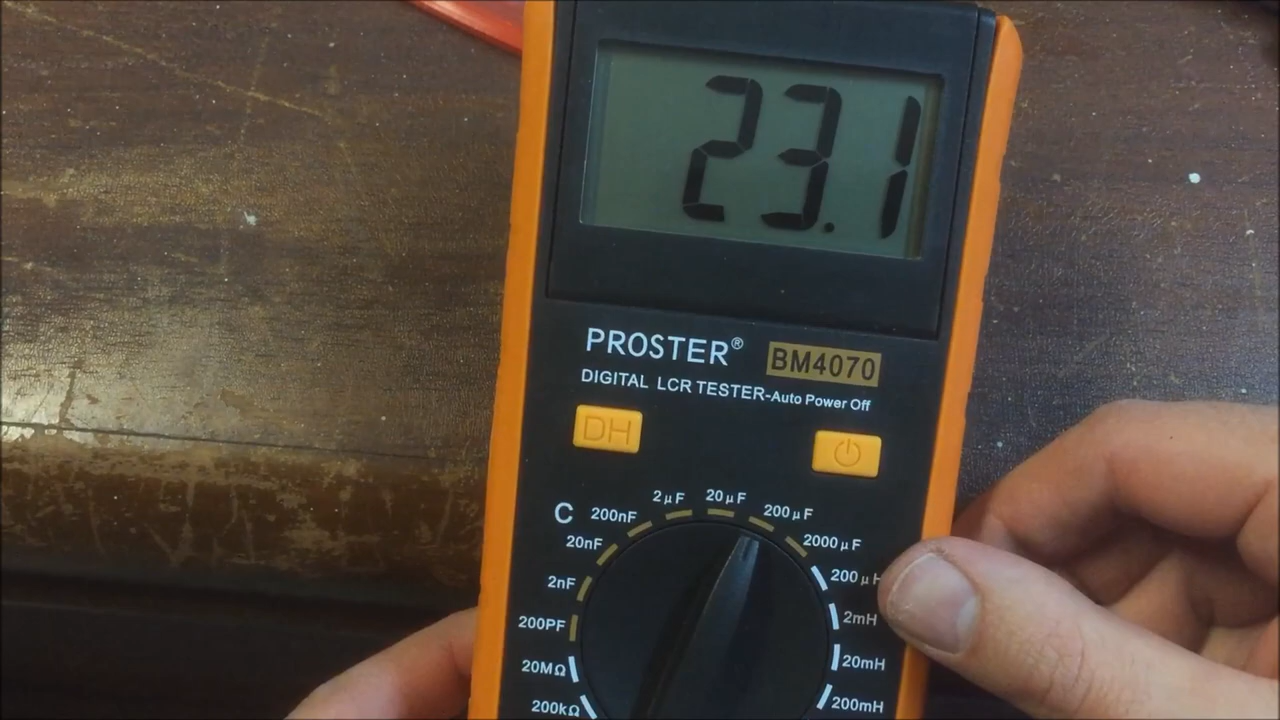 23.1
PROSTER® BM4070
DIGITAL LCR TESTER-Auto Power Off
DH
C
200PF
2nF
20nF
200nF
2μF
20μF
200μF
2000μF
200μH
2mH
20mH
200mH
20MΩ
200kΩ